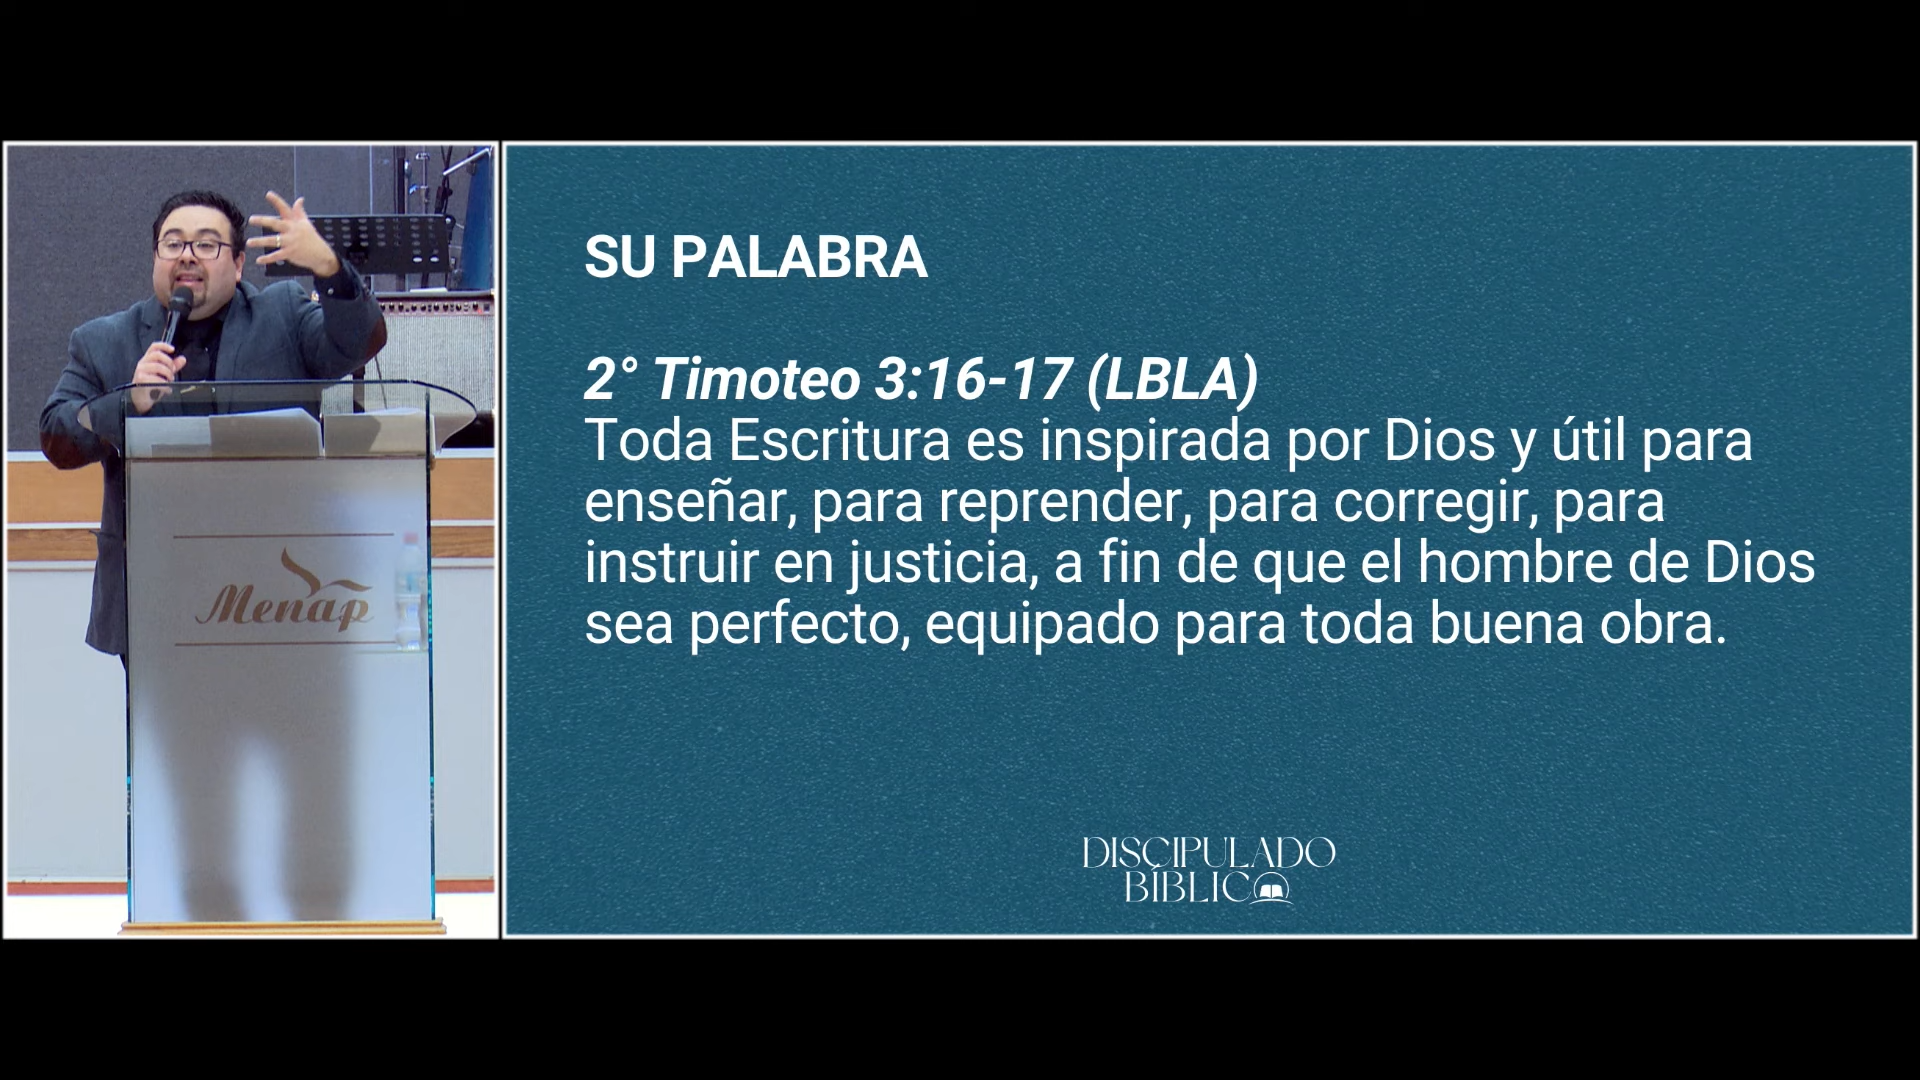 Menap
SU PALABRA
2° Timoteo 3:16-17 (LBLA)
Toda Escritura es inspirada por Dios y útil para
enseñar, para reprender, para corregir, para
instruir en justicia, a fin de que el hombre de Dios
sea perfecto, equipado para toda buena obra.
DISCIPULADO
BÍBLICO